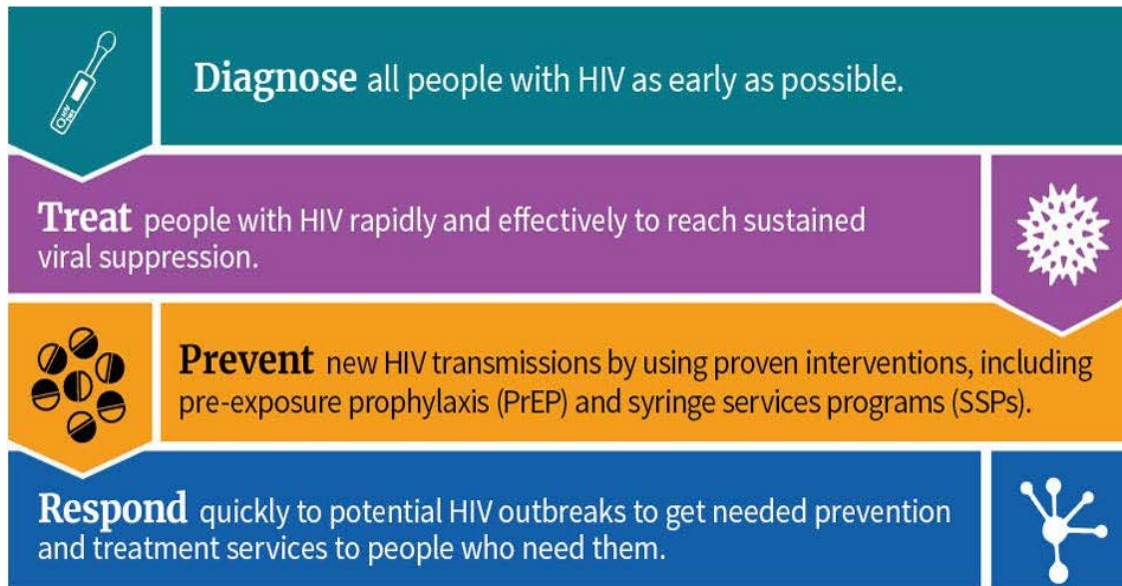 Diagnose all people with HIV as early as possible.
Treat people with HIV rapidly and effectively to reach sustained
viral suppression.
Prevent new HIV transmissions by using proven interventions, including
pre-exposure prophylaxis (PrEP) and syringe services programs (SSPs).
Respond quickly to potential HIV outbreaks to get needed prevention
and treatment services to people who need them.